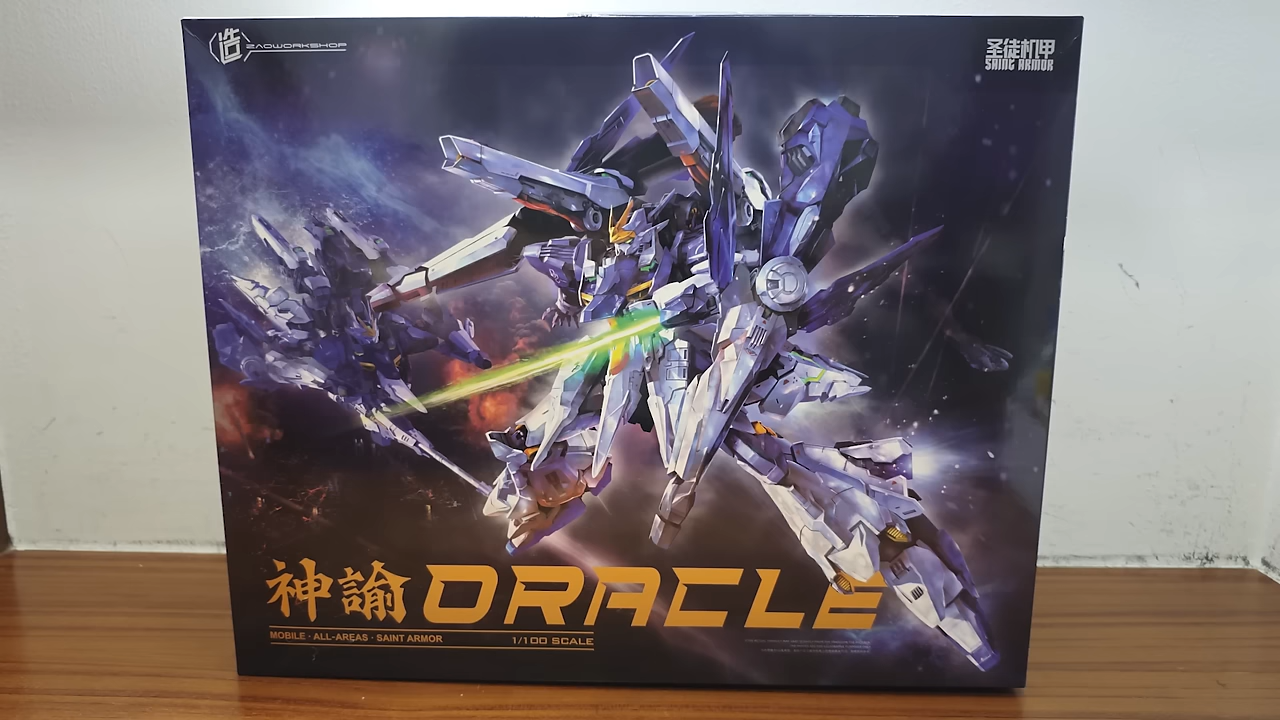 造 ZAOWORKSHOP
圣徒机甲
SAINT ARMOR
神諭 ORACLE
MOBILE · ALL-AREAS · SAINT ARMOR
1/100 SCALE